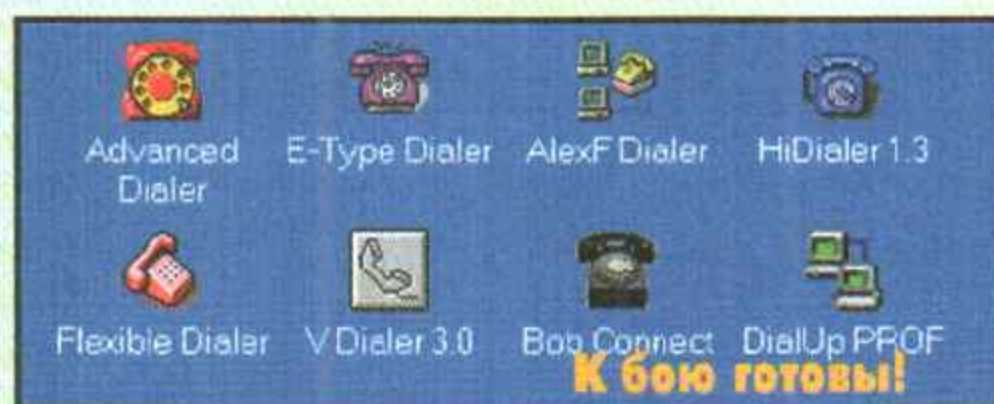 Advanced Dialer
E-Type Dialer
AlexF Dialer
HiDialer 1.3
Flexible Dialer
V Dialer 3.0
Bob Connect
DialUp PROF
К бою готовы!